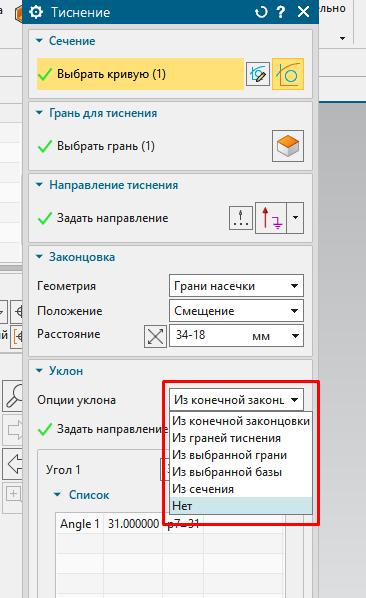 Тиснение
ельно
Сечение
Выбрать кривую (1)
Грань для тиснения
Выбрать грань (1)
Направление тиснения
Задать направление
Законцовка
Геометрия Грани насечки
Положение Смещение
Расстояние 34-18 мм
Уклон
Опции уклона Из конечной законц
Из конечной законцовки
Из граней тиснения
Задать направление
Из выбранной грани
Из выбранной базы
Угол 1
Из сечения
Список
Нет
Angle 1 31.000000 p7=31